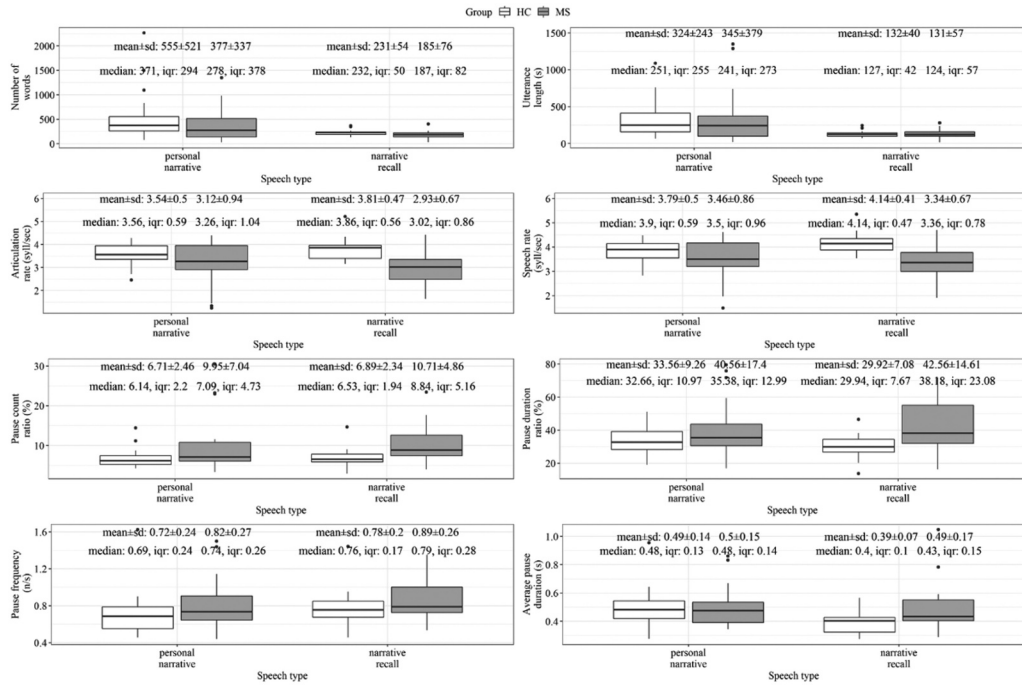 Group HC MS
Number of
words
2000
1500
1000
500
0
mean±sd: 555±521 377±337 mean±sd: 231±54 185±76
median: 371, iqr: 294 278, iqr: 378 median: 232, iqr: 50 187, iqr: 82
personal
narrative
narrative
recall
Speech type
Utterance
length (s)
1500
1000
500
0
mean±sd: 324±243 345±379 mean±sd: 132±40 131±57
median: 251, iqr: 255 241, iqr: 273 median: 127, iqr: 42 124, iqr: 57
personal
narrative
narrative
recall
Speech type
Articulation
rate (syll/sec)
6
5
4
3
2
mean±sd: 3.54±0.5 3.12±0.94 mean±sd: 3.81±0.47 2.93±0.67
median: 3.56, iqr: 0.59 3.26, iqr: 1.04 median: 3.86, iqr: 0.56 3.02, iqr: 0.86
personal
narrative
narrative
recall
Speech type
Speech rate
(syll/sec)
6
5
4
3
2
mean±sd: 3.79±0.5 3.46±0.86 mean±sd: 4.14±0.41 3.34±0.67
median: 3.9, iqr: 0.59 3.5, iqr: 0.96 median: 4.14, iqr: 0.47 3.36, iqr: 0.78
personal
narrative
narrative
recall
Speech type
Pause count
ratio (%)
30
20
10
mean±sd: 6.71±2.46 9.95±7.04 mean±sd: 6.89±2.34 10.71±4.86
median: 6.14, iqr: 2.2 7.09, iqr: 4.73 median: 6.53, iqr: 1.94 8.84, iqr: 5.16
personal
narrative
narrative
recall
Speech type
Pause duration
ratio (%)
80
60
40
20
mean±sd: 33.56±9.26 40.56±17.4 mean±sd: 29.92±7.08 42.56±14.61
median: 32.66, iqr: 10.97 35.38, iqr: 12.99 median: 29.94, iqr: 7.67 38.18, iqr: 23.08
personal
narrative
narrative
recall
Speech type
Pause frequency
(n/s)
1.6
1.2
0.8
0.4
mean±sd: 0.72±0.24 0.82±0.27 mean±sd: 0.78±0.2 0.89±0.26
median: 0.69, iqr: 0.24 0.74, iqr: 0.26 median: 0.76, iqr: 0.17 0.79, iqr: 0.28
personal
narrative
narrative
recall
Speech type
Average pause
duration (s)
1.0
0.8
0.6
0.4
mean±sd: 0.49±0.14 0.5±0.15 mean±sd: 0.39±0.07 0.49±0.17
median: 0.48, iqr: 0.13 0.48, iqr: 0.14 median: 0.4, iqr: 0.1 0.43, iqr: 0.15
personal
narrative
narrative
recall
Speech type